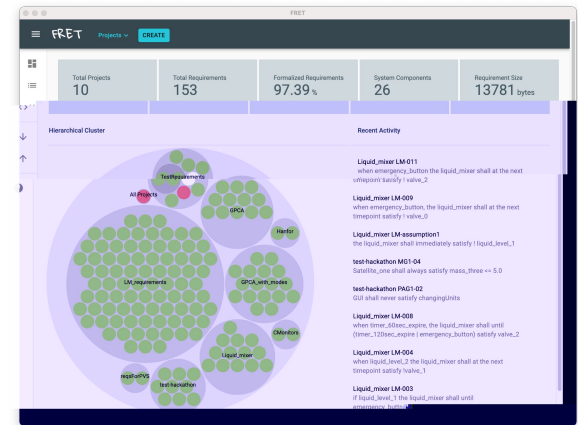 FRET
FRET Projects CREATE
Total Projects
10
Total Requirements
153
Formalized Requirements
97.39 %
System Components
26
Requirement Size
13781 bytes
Hierarchical Cluster
TestRequirements
All Projects
GPCA
Hanfor
LM_requirements
GPCA_with_modes
CMonitors
Liquid_mixer
reqsForPVS
test-hackathon
Recent Activity
Liquid_mixer LM-011
when emergency_button the liquid_mixer shall at the next
timepoint satisfy ! valve_2
Liquid_mixer LM-009
when emergency_button, the liquid_mixer shall at the next
timepoint satisfy ! valve_0
Liquid_mixer LM-assumption1
the liquid_mixer shall immediately satisfy ! liquid_level_1
test-hackathon MG1-04
Satellite_one shall always satisfy mass_three <= 5.0
test-hackathon PAG1-02
GUI shall never satisfy changingUnits
Liquid_mixer LM-008
when timer_60sec_expire, the liquid_mixer shall until
(timer_120sec_expire | emergency_button) satisfy valve_2
Liquid_mixer LM-004
when liquid_level_2 the liquid_mixer shall at the next
timepoint satisfy !valve_1
Liquid_mixer LM-003
if liquid_level_1 the liquid_mixer shall until